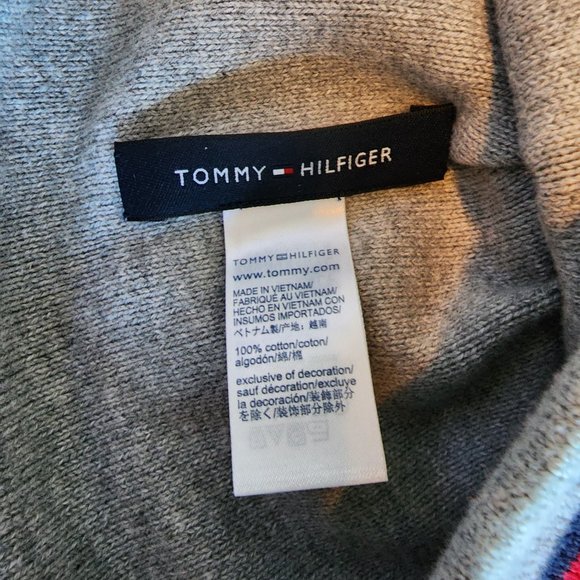 TOMMY HILFIGER
TOMMY HILFIGER
www.tommy.com
MADE IN VIETNAM/
FABRIQUÉ AU VIETNAM/
HECHO EN VIETNAM CON
INSUMOS IMPORTADOS/
ベトナム製/产地: 越南
100% cotton/coton/
algodón/綿/棉
exclusive of decoration/
sauf décoration/excluye
la decoración/装飾部分
を除く/装饰部分除外